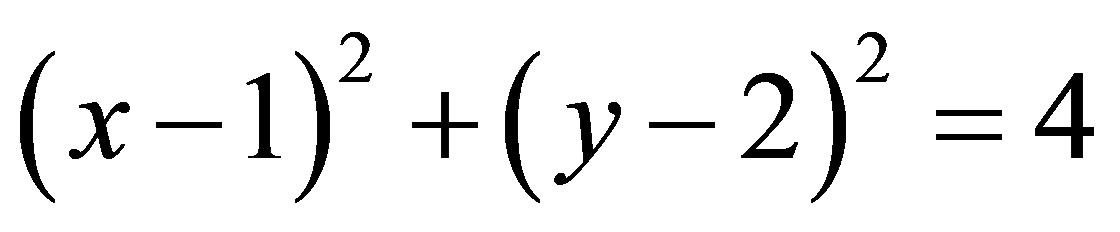 (x−1)² + (y−2)² = 4